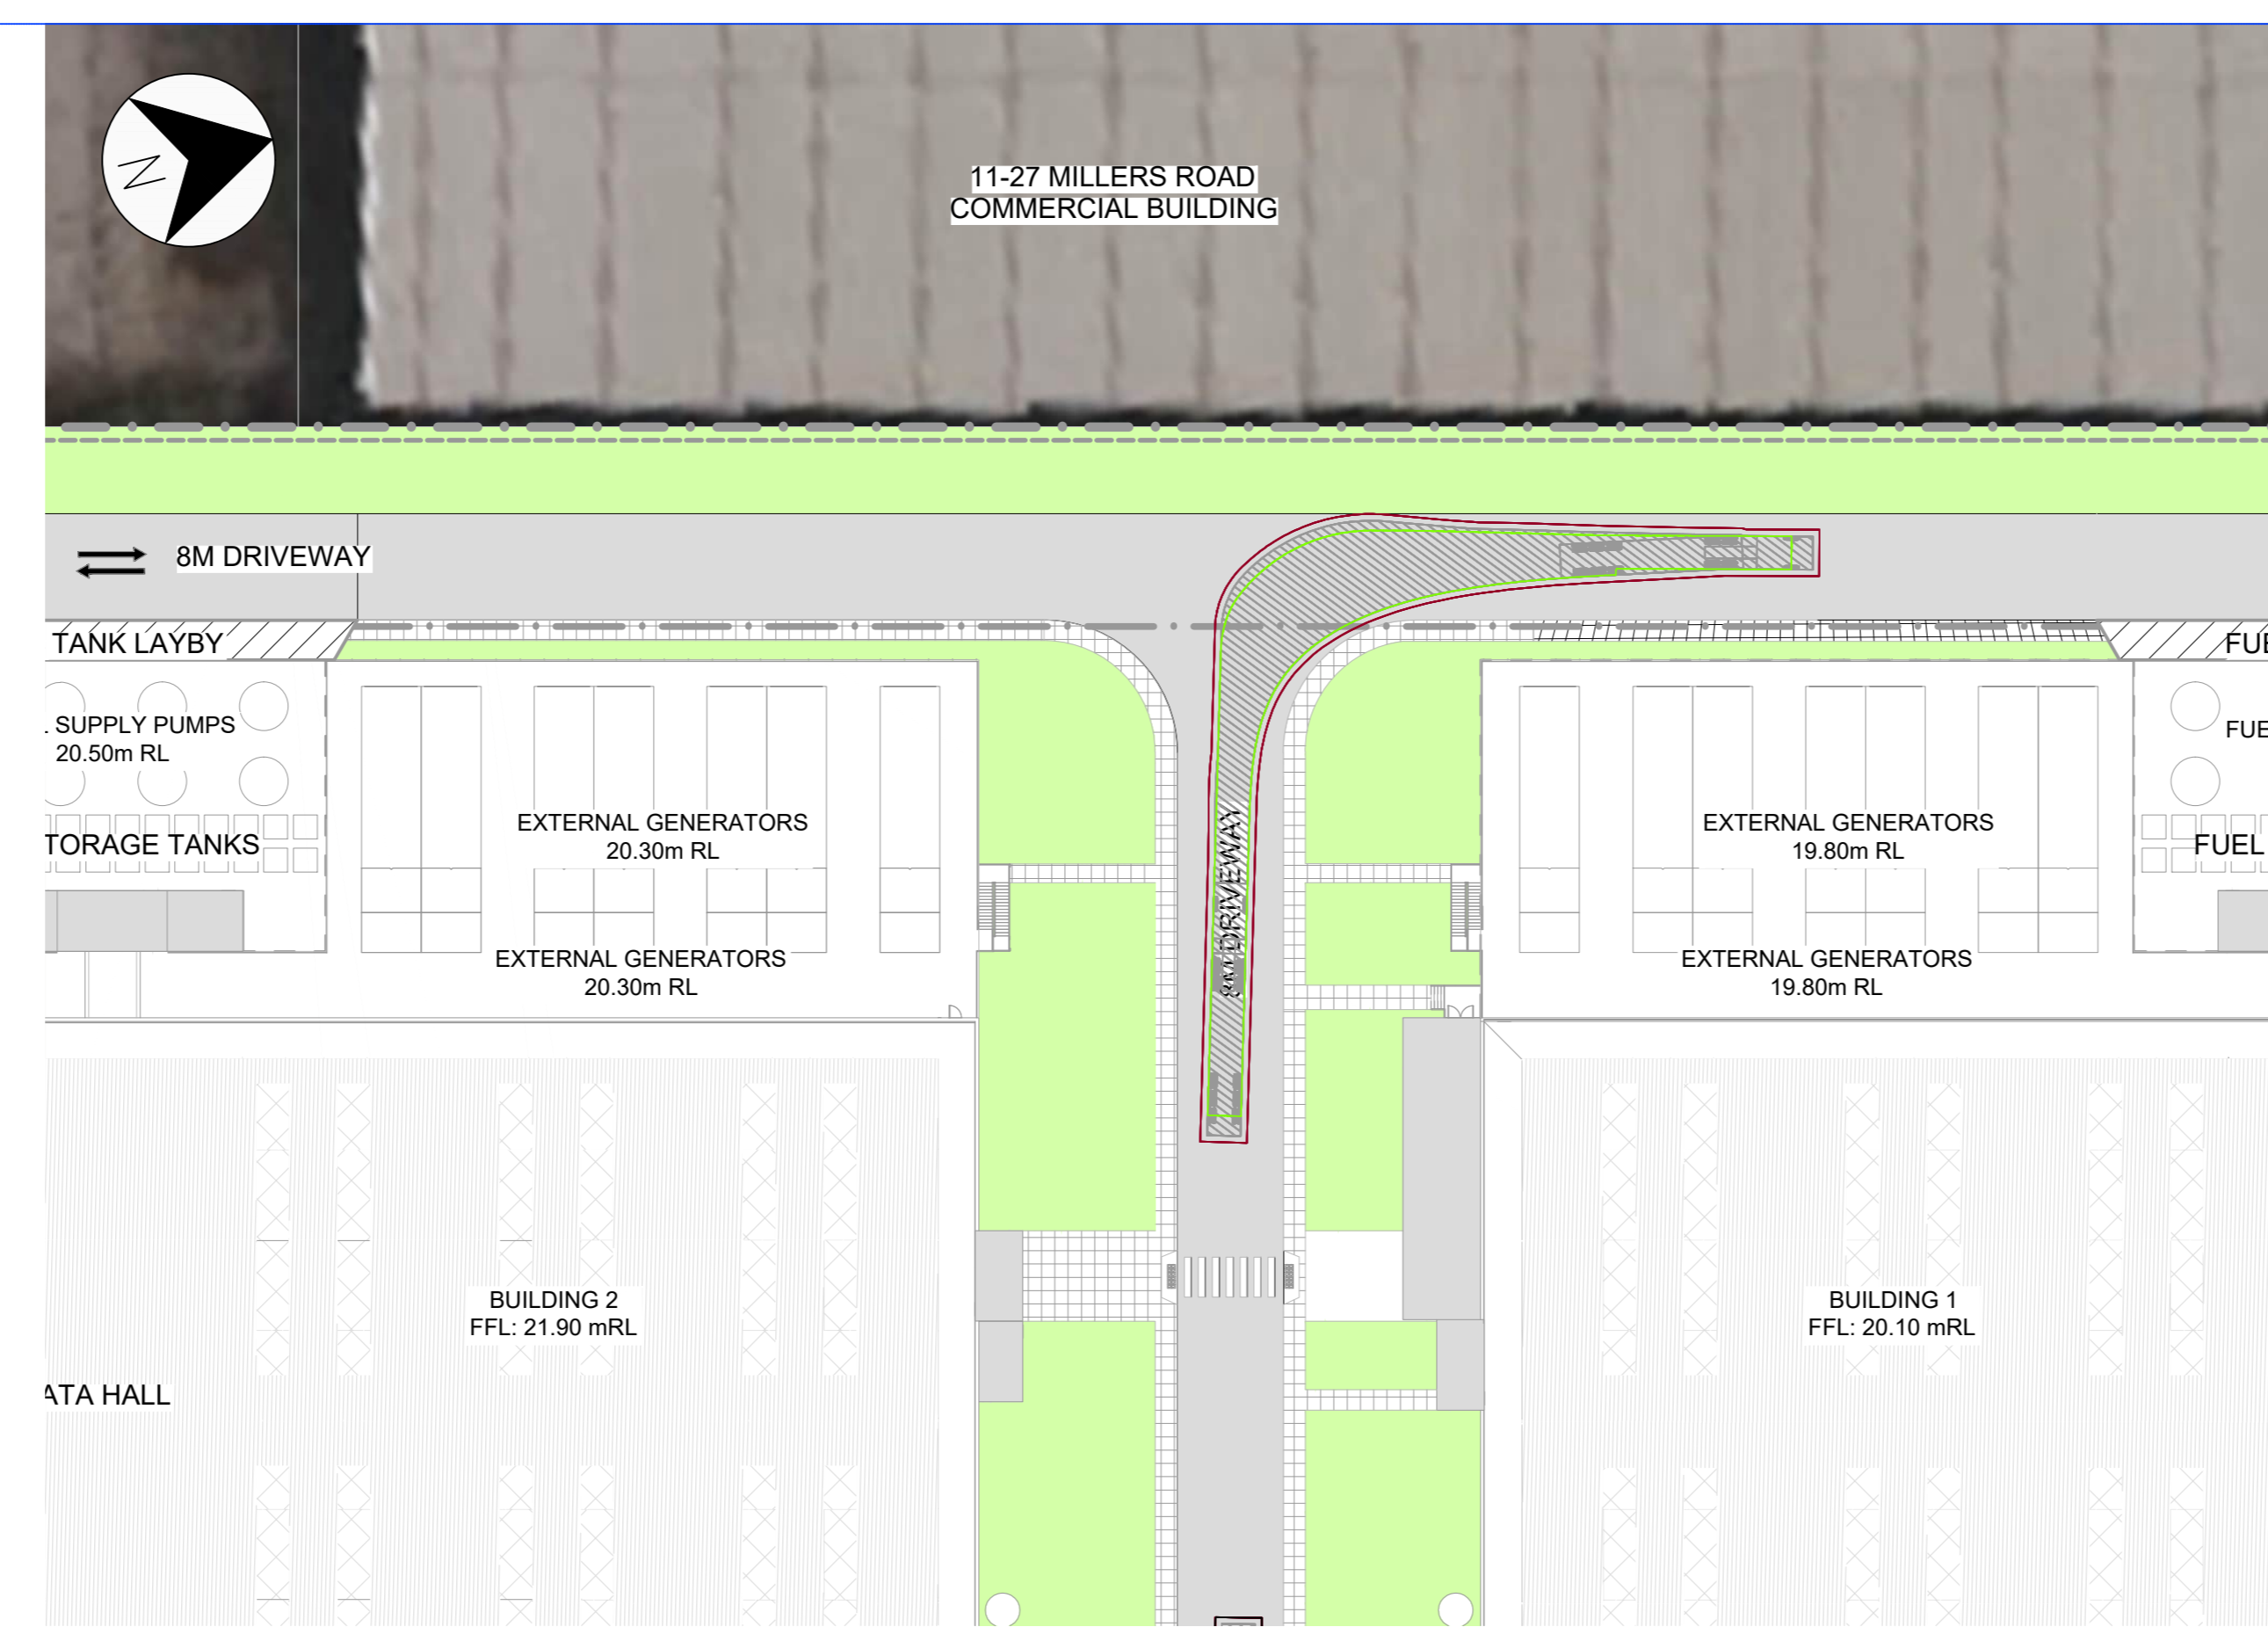 N
11-27 MILLERS ROAD
COMMERCIAL BUILDING
8M DRIVEWAY
TANK LAYBY
SUPPLY PUMPS
20.50m RL
TORAGE TANKS
EXTERNAL GENERATORS
20.30m RL
EXTERNAL GENERATORS
20.30m RL
DRIVEWAY
EXTERNAL GENERATORS
19.80m RL
EXTERNAL GENERATORS
19.80m RL
FUE
FUE
FUEL
BUILDING 2
FFL: 21.90 mRL
ATA HALL
BUILDING 1
FFL: 20.10 mRL